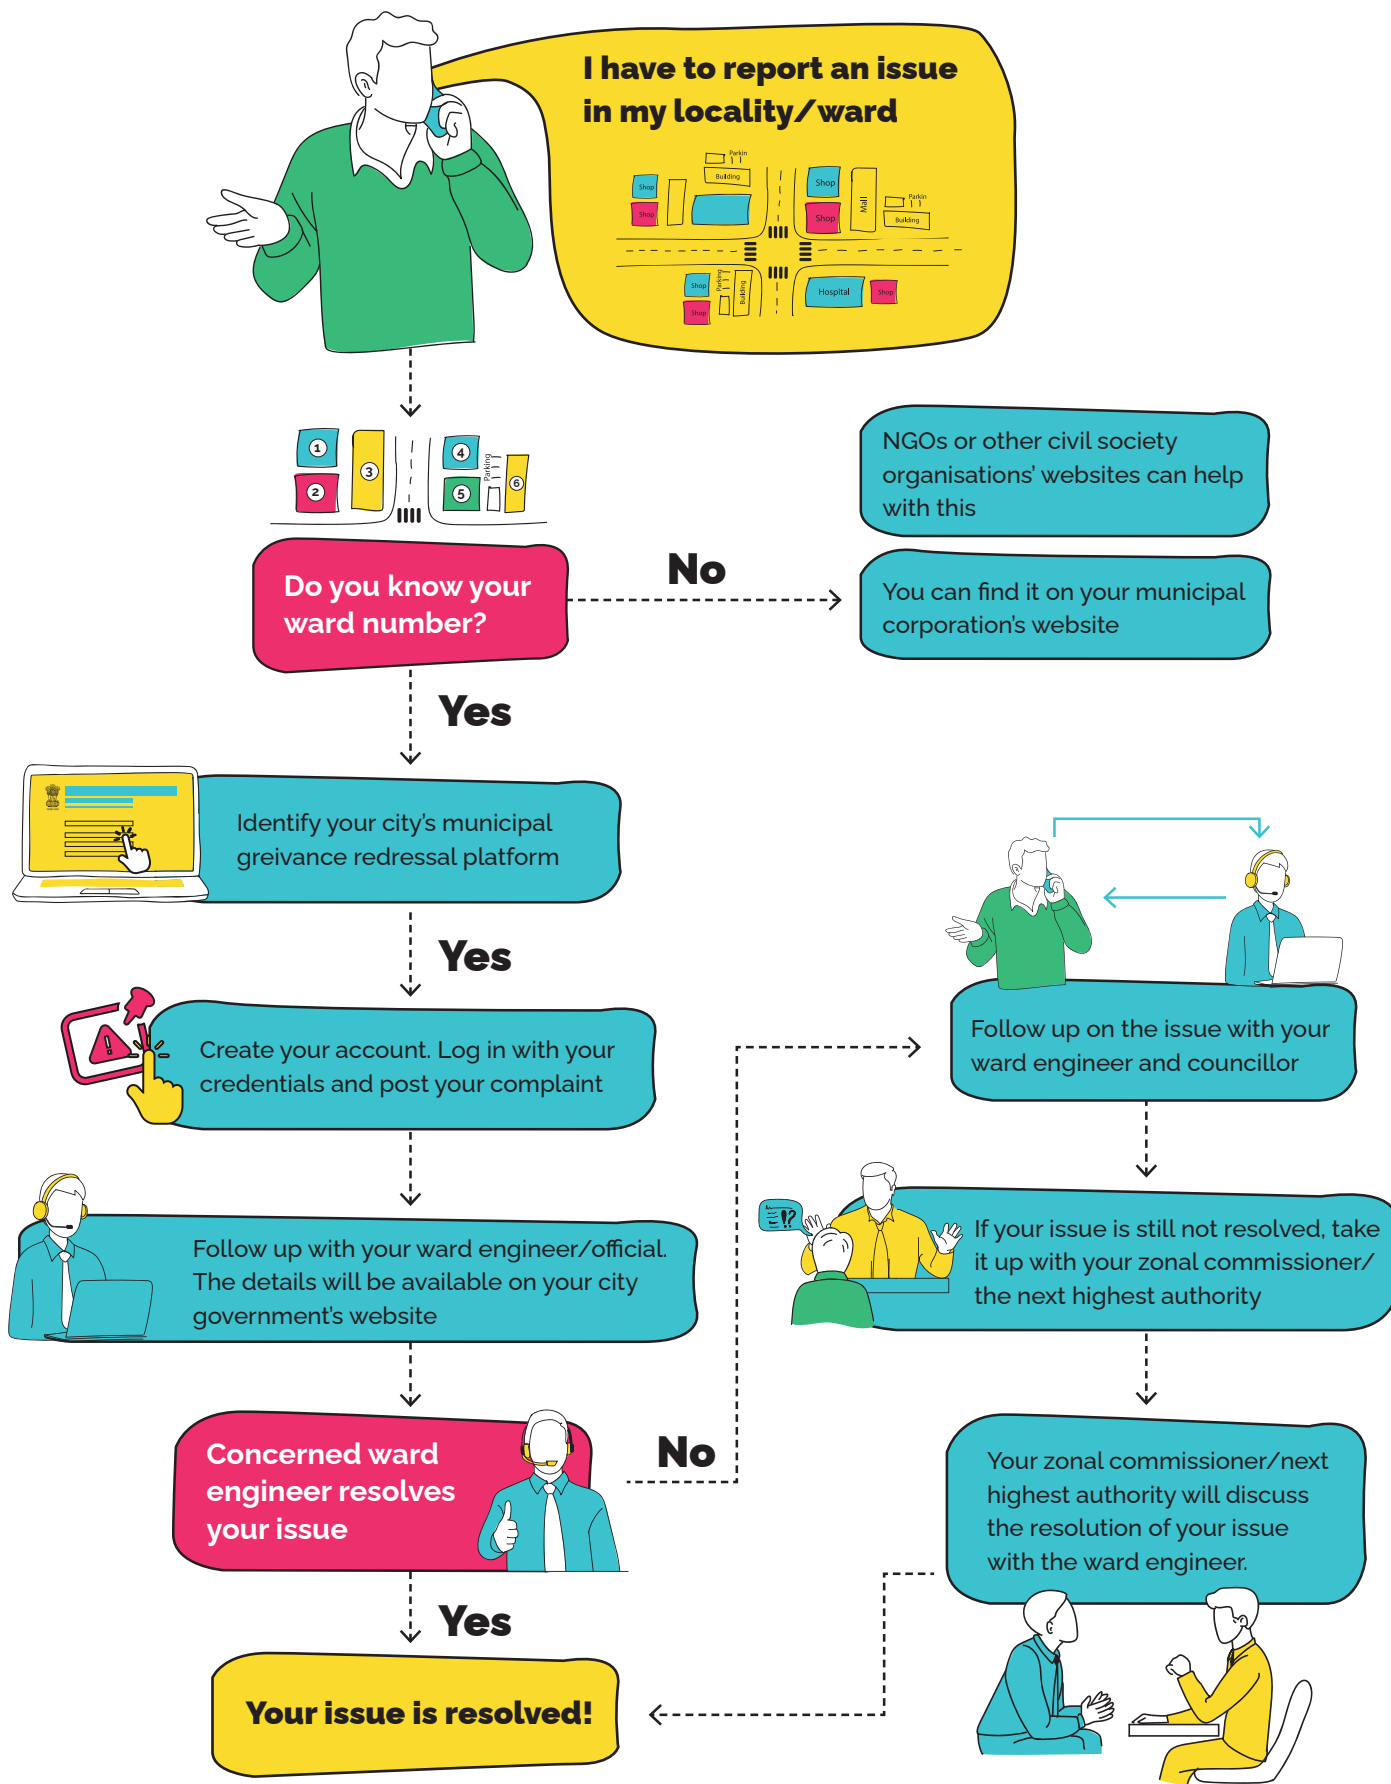 I have to report an issue
in my locality/ward
Parkin
Building
Shop
Shop
Shop
Shop
Mall
Parkin
Building
Shop
Shop
Parking
Building
Hospital
Shop
1
2
3
4
5
Parking
6
NGOs or other civil society
organisations' websites can help
with this
Do you know your
ward number?
No
You can find it on your municipal
corporation's website
Yes
Identify your city's municipal
greivance redressal platform
Yes
Create your account. Log in with your
credentials and post your complaint
Follow up with your ward engineer/official.
The details will be available on your city
government's website
Concerned ward
engineer resolves
your issue
No
Follow up on the issue with your
ward engineer and councillor
!?
If your issue is still not resolved, take
it up with your zonal commissioner/
the next highest authority
Your zonal commissioner/next
highest authority will discuss
the resolution of your issue
with the ward engineer.
Yes
Your issue is resolved!